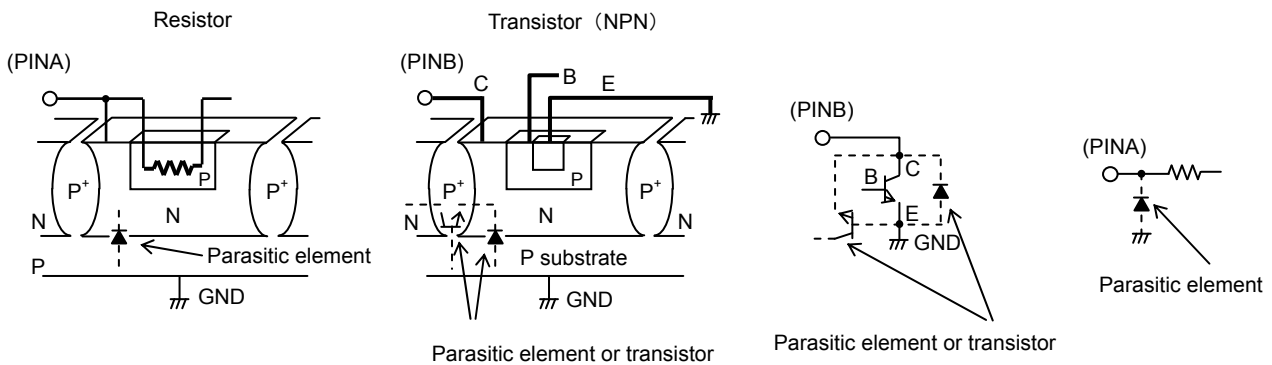 Resistor
(PINA)
P+
P
P+
N
N
Parasitic element
P
GND
Transistor（NPN）
(PINB)
C
B
E
P+
P
P+
N
N
N
P substrate
GND
Parasitic element or transistor
(PINB)
C
B
E
GND
Parasitic element or transistor
(PINA)
Parasitic element